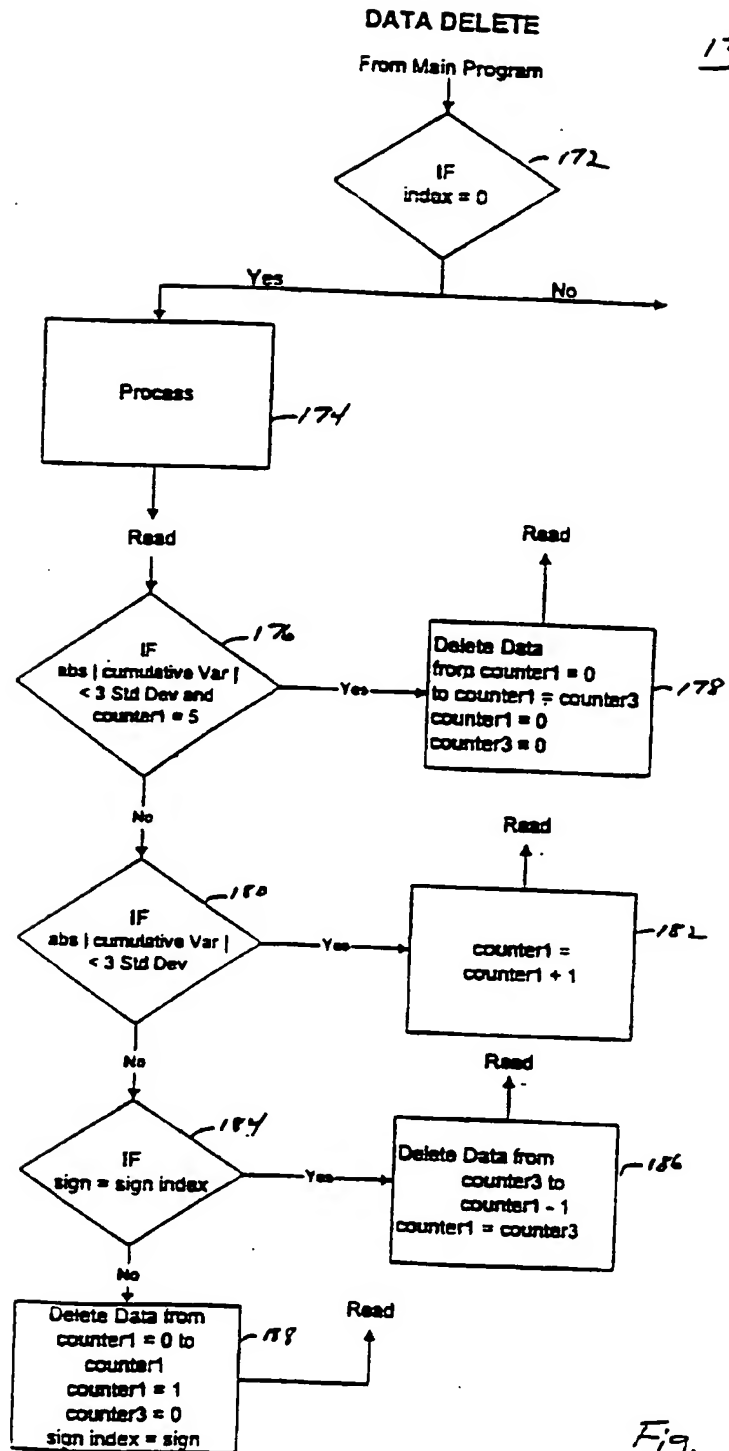 DATA DELETE
From Main Program
172
IF
index = 0
Yes
No
Process
174
Read
IF
abs | cumulative Var |
< 3 Std Dev and
counter1 = 5
176
Yes
Read
Delete Data
from counter1 = 0
to counter1 = counter3
counter1 = 0
counter3 = 0
178
No
IF
abs | cumulative Var |
< 3 Std Dev
180
Yes
Read
counter1 =
counter1 + 1
182
No
IF
sign = sign index
184
Yes
Read
Delete Data from
counter3 to
counter1 - 1
counter1 = counter3
186
No
Delete Data from
counter1 = 0 to
counter1
counter1 = 1
counter3 = 0
sign index = sign
188
Read
Fig.